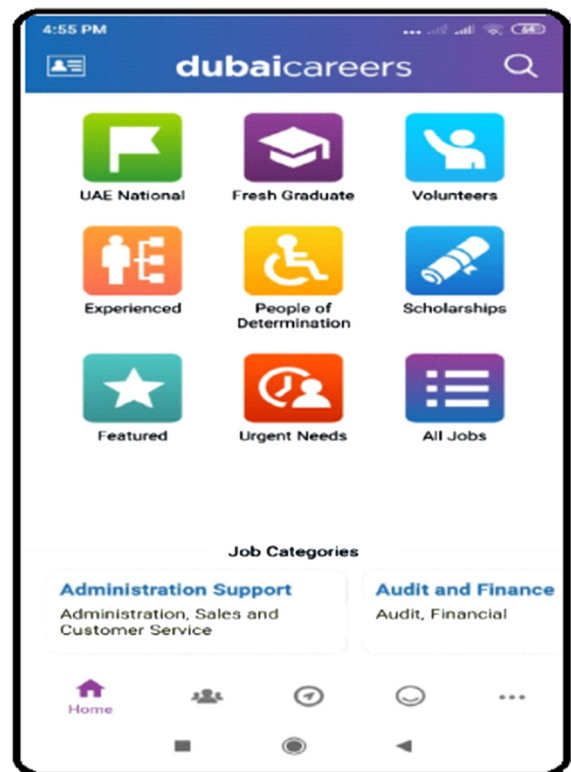 4:55 PM
64
dubaicareers
UAE National
Fresh Graduate
Volunteers
Experienced
People of
Determination
Scholarships
Featured
Urgent Needs
All Jobs
Job Categories
Administration Support
Administration, Sales and
Customer Service
Audit and Finance
Audit, Financial
Home